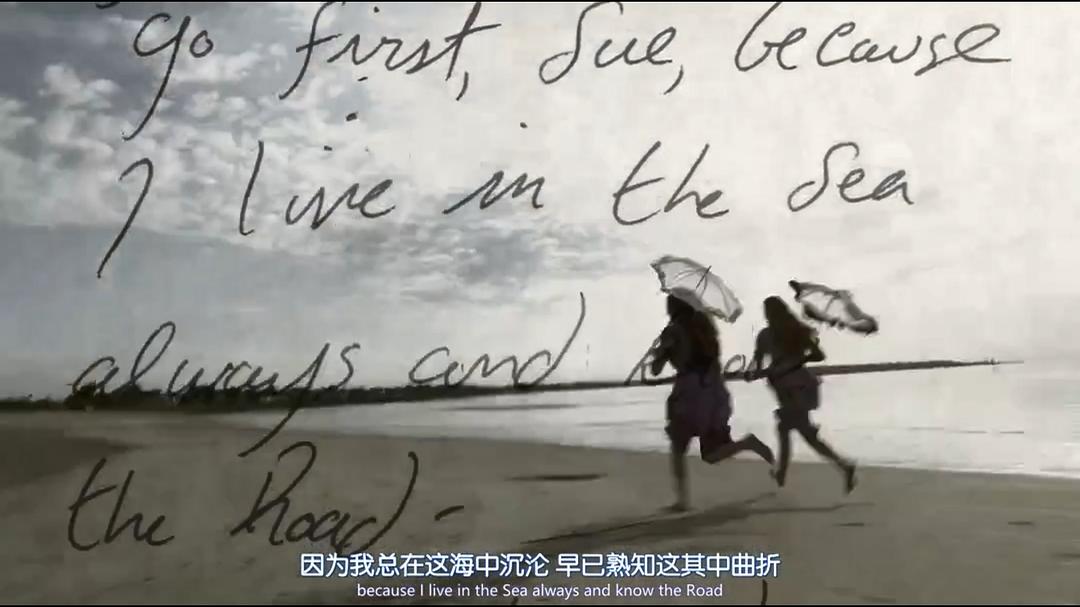 go first, Sue, because
I live in the Sea
always and
the Road -
因为我总在这海中沉沦 早已熟知这其中曲折
because I live in the Sea always and know the Road